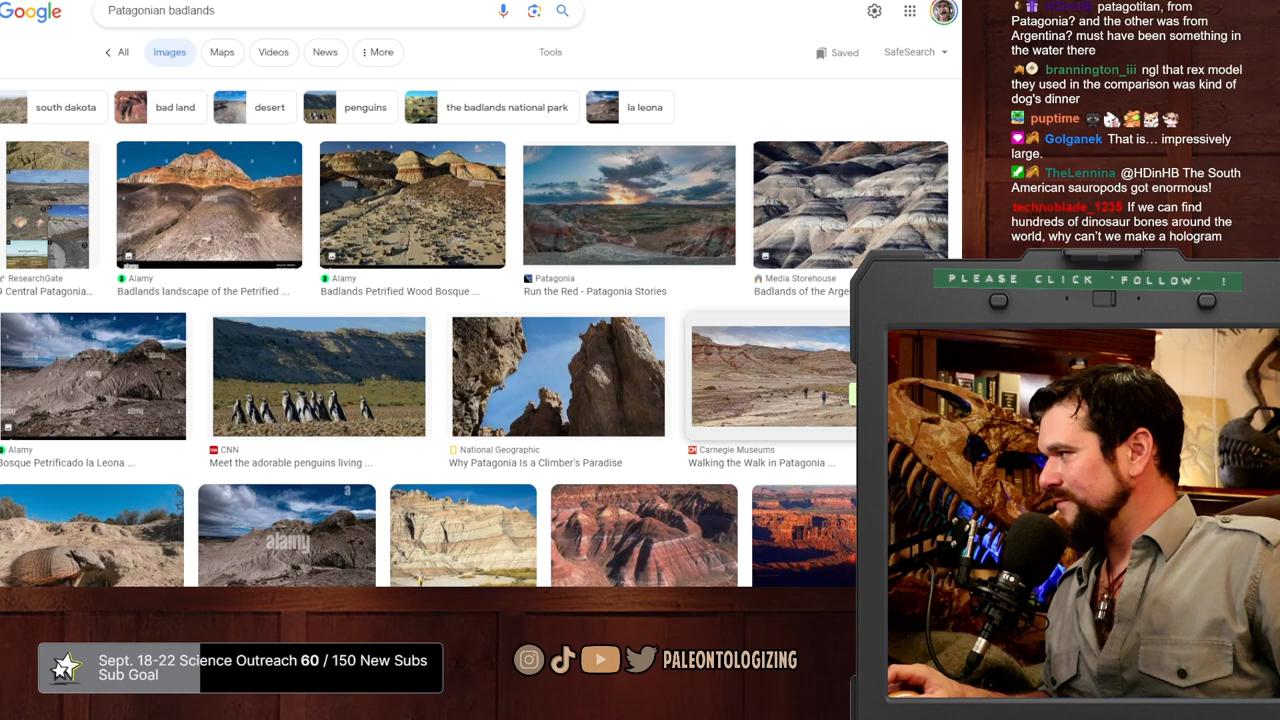 Google
Patagonian badlands
All
Images
Maps
Videos
News
More
Tools
Saved
SafeSearch
south dakota
bad land
desert
penguins
the badlands national park
la leona
alamy
alamy
ResearchGate
Central Patagonia...
Alamy
Badlands landscape of the Petrified ...
Alamy
Badlands Petrified Wood Bosque ...
Patagonia
Run the Red - Patagonia Stories
Media Storehouse
Badlands of the Arge
alamy
Alamy
Bosque Petrificado la Leona ...
CNN
Meet the adorable penguins living ...
National Geographic
Why Patagonia Is a Climber's Paradise
Carnegie Museums
Walking the Walk in Patagonia ...
alamy
HDinHB patagotitan, from
Patagonia? and the other was from
Argentina? must have been something in
the water there
brannington_iii ngl that rex model
they used in the comparison was kind of
dog's dinner
puptime
Golganek That is… impressively
large.
TheLennina @HDinHB The South
American sauropods got enormous!
technoblade_1235 If we can find
hundreds of dinosaur bones around the
world, why can't we make a hologram
PLEASE CLICK 'FOLLOW' !
Sept. 18-22 Science Outreach 60 / 150 New Subs
Sub Goal
PALEONTOLOGIZING